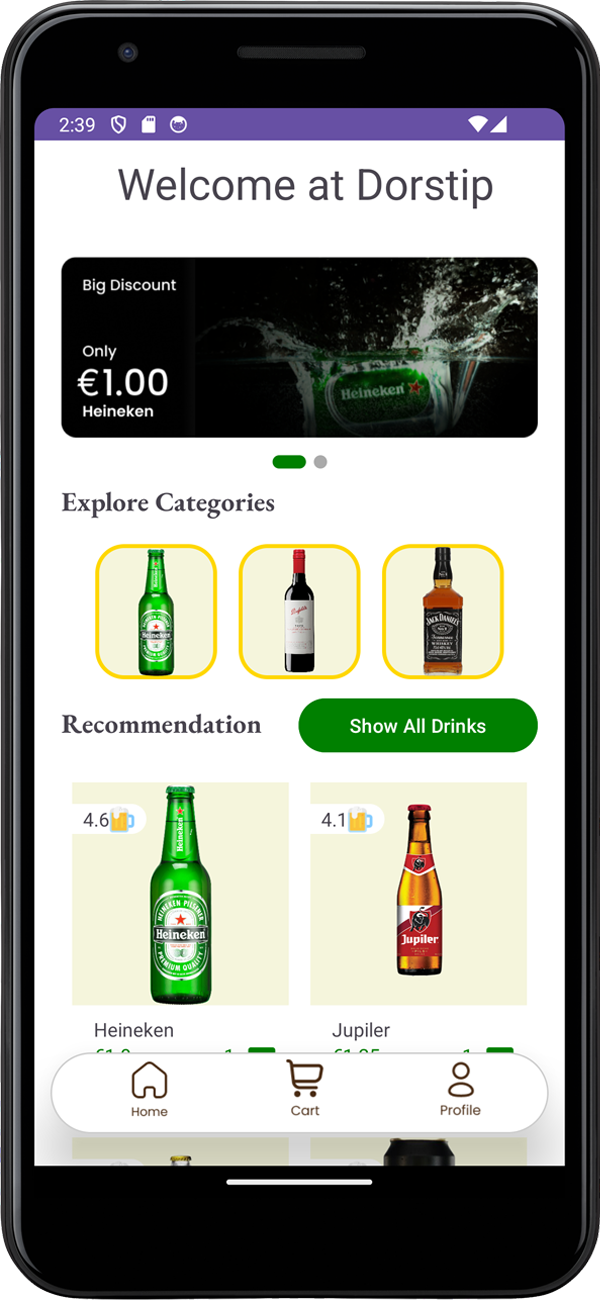 2:39
Welcome at Dorstip
Big Discount
Only
€1.00
Heineken
Heineken
Explore Categories
Heineken
JACK DANIEL'S
Recommendation
Show All Drinks
4.6
4.1
Heineken
HEINEKEN PILSENER
Heineken
PREMIUM QUALITY
Jupiler
Heineken
Jupiler
Home
Cart
Profile